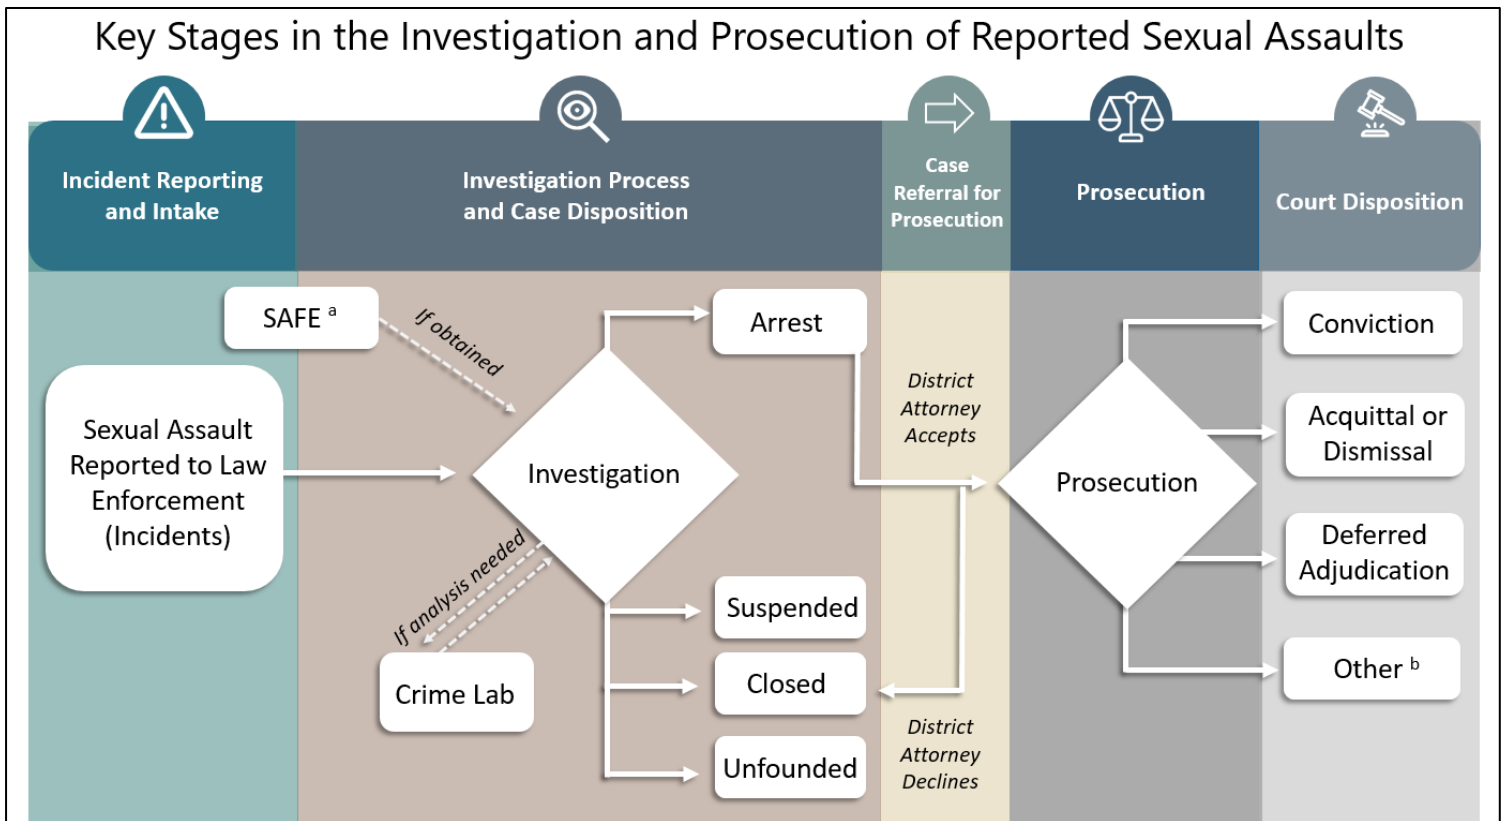 Key Stages in the Investigation and Prosecution of Reported Sexual Assaults
Incident Reporting
and Intake
Investigation Process
and Case Disposition
Case
Referral for
Prosecution
Prosecution
Court Disposition
SAFE a
If obtained
Sexual Assault
Reported to Law
Enforcement
(Incidents)
Investigation
If analysis needed
Crime Lab
Arrest
Suspended
Closed
Unfounded
District
Attorney
Accepts
District
Attorney
Declines
Prosecution
Conviction
Acquittal or
Dismissal
Deferred
Adjudication
Other b